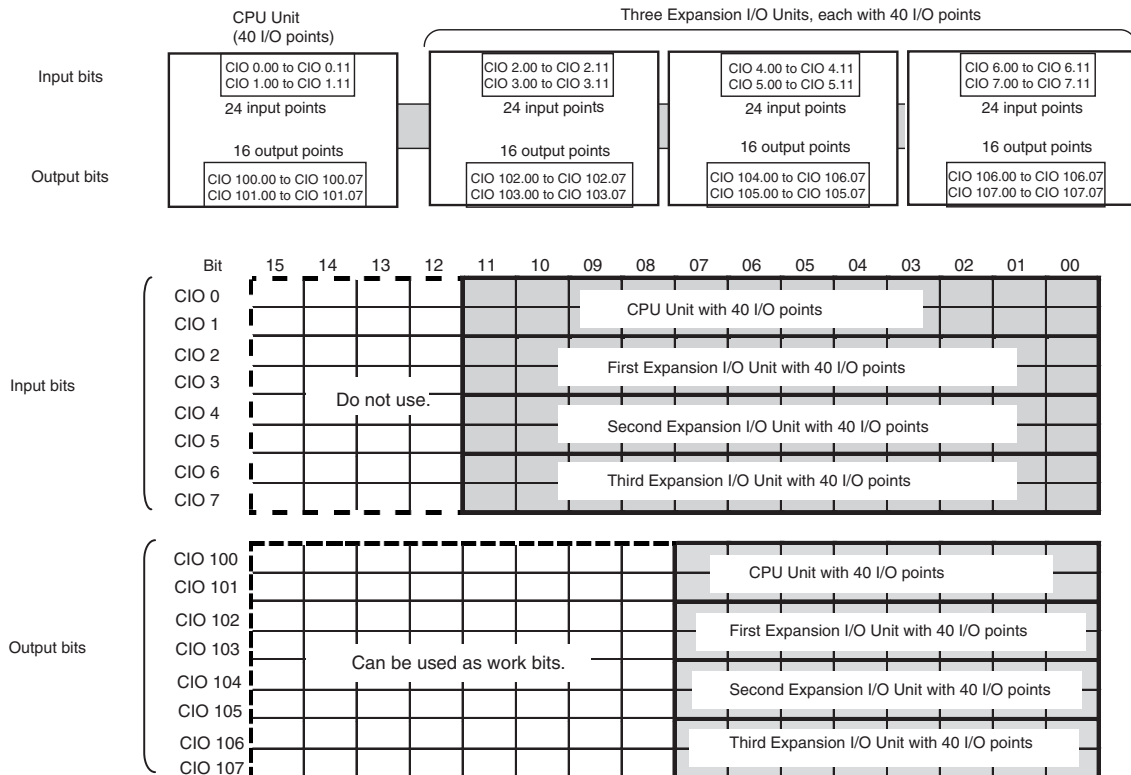 CPU Unit
(40 I/O points)
Three Expansion I/O Units, each with 40 I/O points
Input bits
CIO 0.00 to CIO 0.11
CIO 1.00 to CIO 1.11
24 input points
CIO 2.00 to CIO 2.11
CIO 3.00 to CIO 3.11
24 input points
CIO 4.00 to CIO 4.11
CIO 5.00 to CIO 5.11
24 input points
CIO 6.00 to CIO 6.11
CIO 7.00 to CIO 7.11
24 input points
Output bits
16 output points
CIO 100.00 to CIO 100.07
CIO 101.00 to CIO 101.07
16 output points
CIO 102.00 to CIO 102.07
CIO 103.00 to CIO 103.07
16 output points
CIO 104.00 to CIO 106.07
CIO 105.00 to CIO 105.07
16 output points
CIO 106.00 to CIO 106.07
CIO 107.00 to CIO 107.07
Bit 15 14 13 12 11 10 09 08 07 06 05 04 03 02 01 00
Input bits
CIO 0
CIO 1
CIO 2
CIO 3
CIO 4
CIO 5
CIO 6
CIO 7
Do not use.
CPU Unit with 40 I/O points
First Expansion I/O Unit with 40 I/O points
Second Expansion I/O Unit with 40 I/O points
Third Expansion I/O Unit with 40 I/O points
Output bits
CIO 100
CIO 101
CIO 102
CIO 103
CIO 104
CIO 105
CIO 106
CIO 107
Can be used as work bits.
CPU Unit with 40 I/O points
First Expansion I/O Unit with 40 I/O points
Second Expansion I/O Unit with 40 I/O points
Third Expansion I/O Unit with 40 I/O points